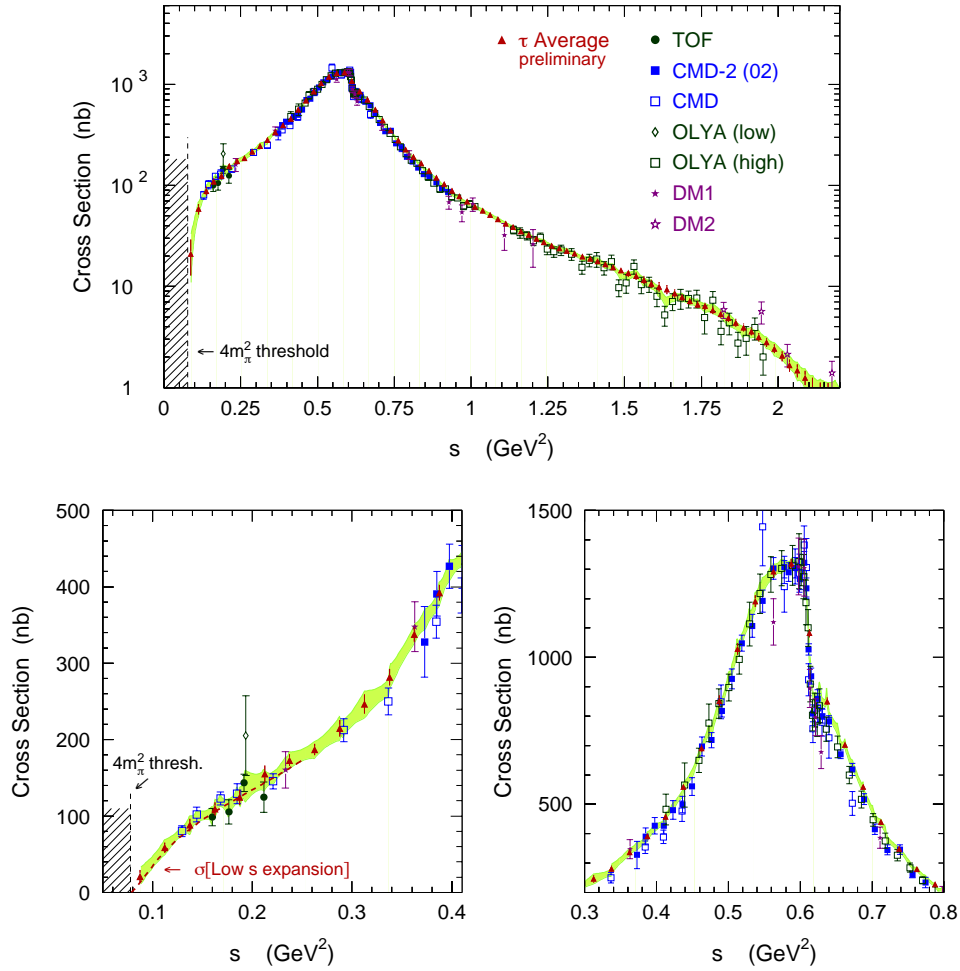 τ Average
preliminary
TOF
CMD-2 (02)
CMD
OLYA (low)
OLYA (high)
DM1
DM2
Cross Section (nb)
10³
10²
10
1
← 4m²π threshold
0 0.25 0.5 0.75 1 1.25 1.5 1.75 2
s (GeV²)
Cross Section (nb)
500
400
300
200
100
0
4m²π thresh.
← σ[Low s expansion]
0.1 0.2 0.3 0.4
s (GeV²)
Cross Section (nb)
1500
1000
500
0.3 0.4 0.5 0.6 0.7 0.8
s (GeV²)